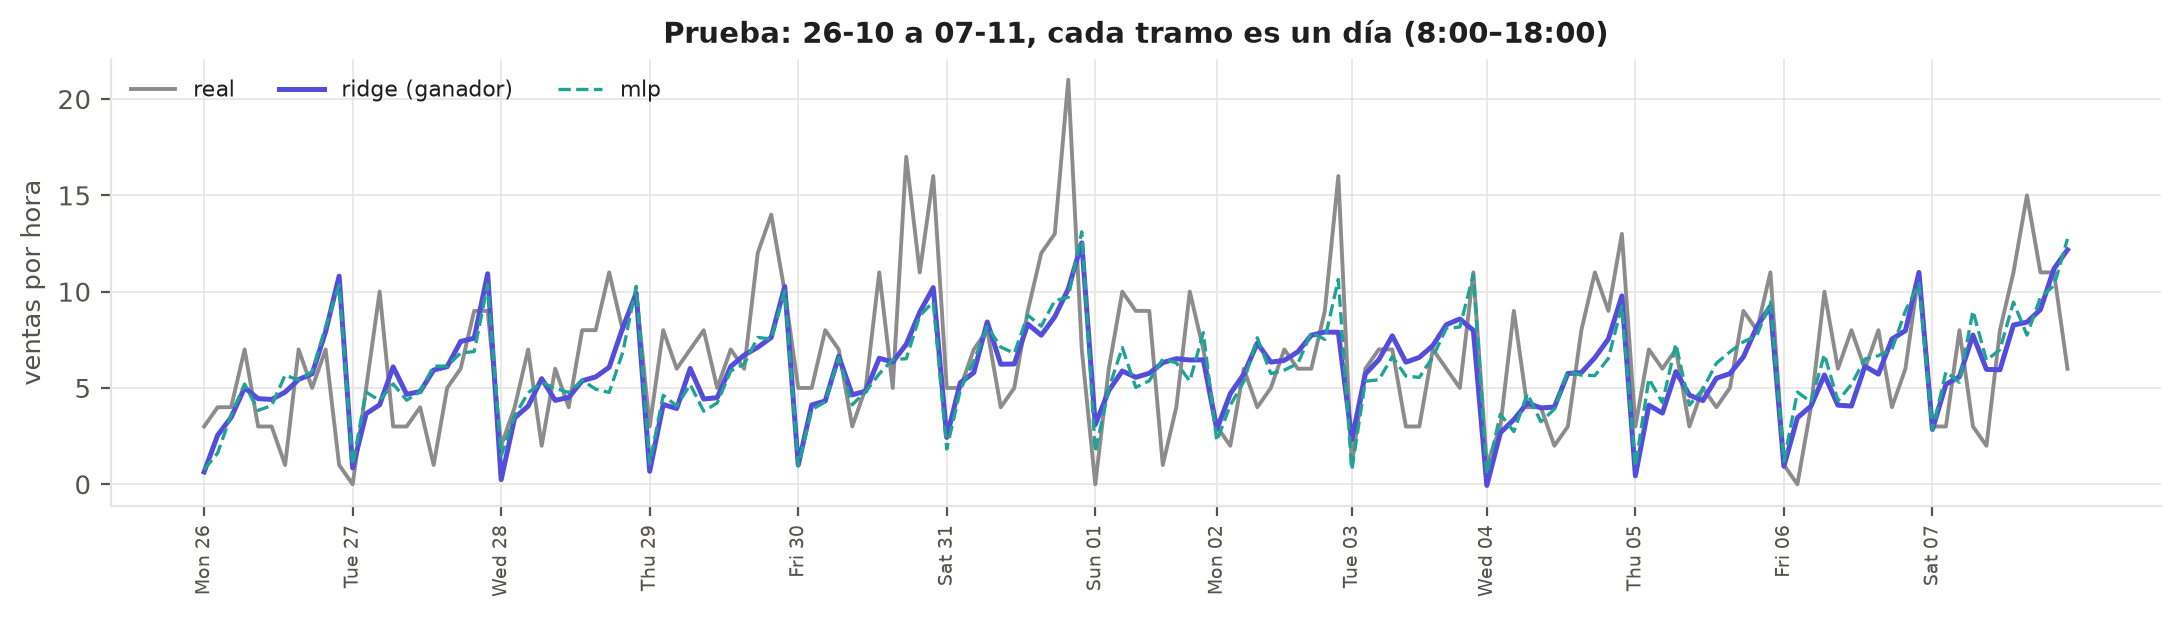 Prueba: 26-10 a 07-11, cada tramo es un día (8:00–18:00)
real
ridge (ganador)
mlp
ventas por hora
20
15
10
5
0
Mon 26
Tue 27
Wed 28
Thu 29
Fri 30
Sat 31
Sun 01
Mon 02
Tue 03
Wed 04
Thu 05
Fri 06
Sat 07